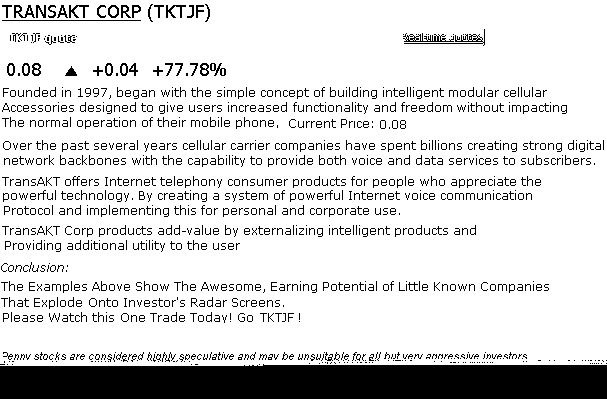 TRANSAKT CORP (TKTJF)
TKTJF quote Real-time quotes
0.08 ▲ +0.04 +77.78%
Founded in 1997, began with the simple concept of building intelligent modular cellular
Accessories designed to give users increased functionality and freedom without impacting
The normal operation of their mobile phone. Current Price: 0.08
Over the past several years cellular carrier companies have spent billions creating strong digital
network backbones with the capability to provide both voice and data services to subscribers.
TransAKT offers Internet telephony consumer products for people who appreciate the
powerful technology. By creating a system of powerful Internet voice communication
Protocol and implementing this for personal and corporate use.
TransAKT Corp products add-value by externalizing intelligent products and
Providing additional utility to the user
Conclusion:
The Examples Above Show The Awesome, Earning Potential of Little Known Companies
That Explode Onto Investor's Radar Screens.
Please Watch this One Trade Today! Go TKTJF !
Penny stocks are considered highly speculative and may be unsuitable for all but very aggressive investors